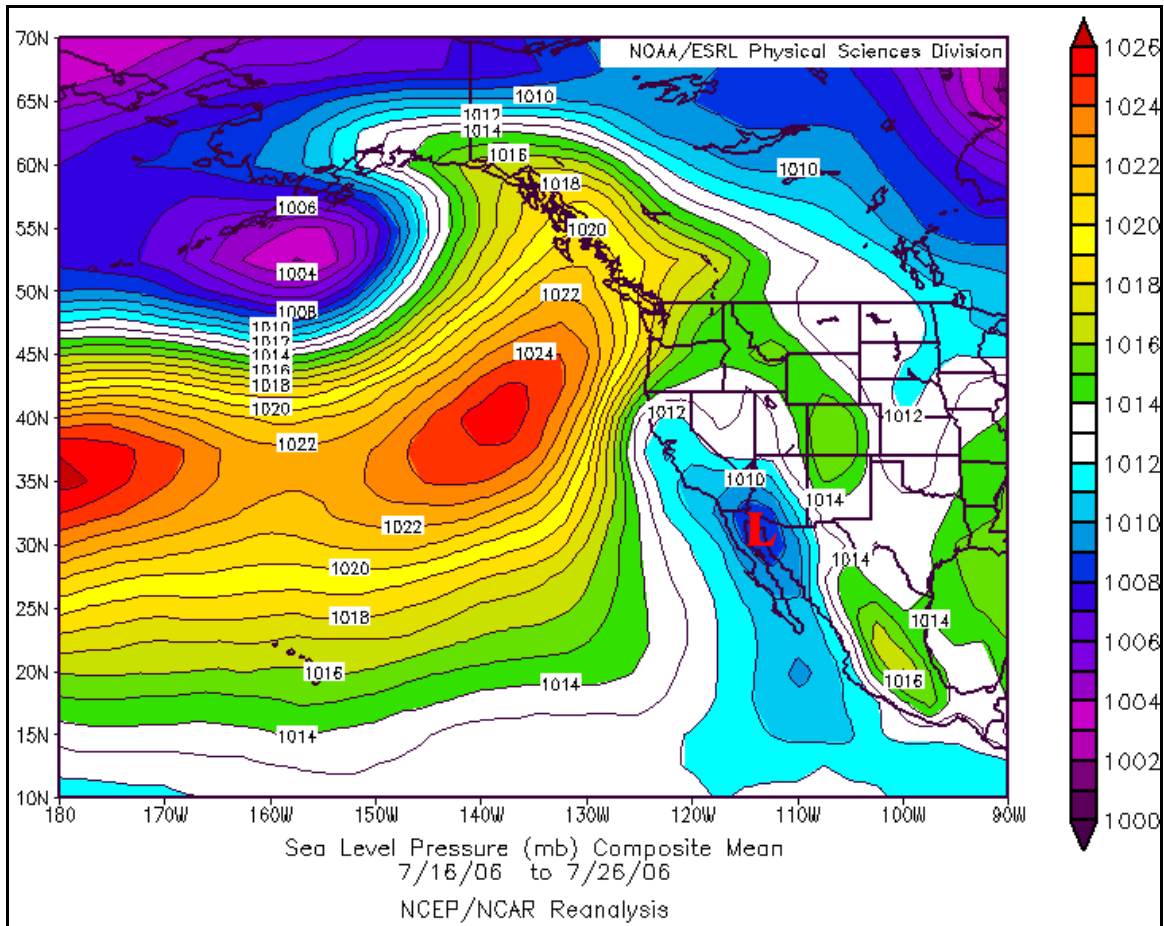 NOAA/ESRL Physical Sciences Division
70N
65N
60N
55N
50N
45N
40N
35N
30N
25N
20N
15N
10N
1010
1012
1014
1016
1018
1020
1010
1006
1004
1008
1010
1012
1014
1016
1018
1020
1022
1022
1024
1012
1012
1010
1014
L
1022
1020
1018
1016
1014
1014
1014
1014
1016
180
170W
160W
150W
140W
130W
120W
110W
100W
90W
1026
1024
1022
1020
1018
1016
1014
1012
1010
1008
1006
1004
1002
1000
Sea Level Pressure (mb) Composite Mean
7/16/06 to 7/26/06
NCEP/NCAR Reanalysis